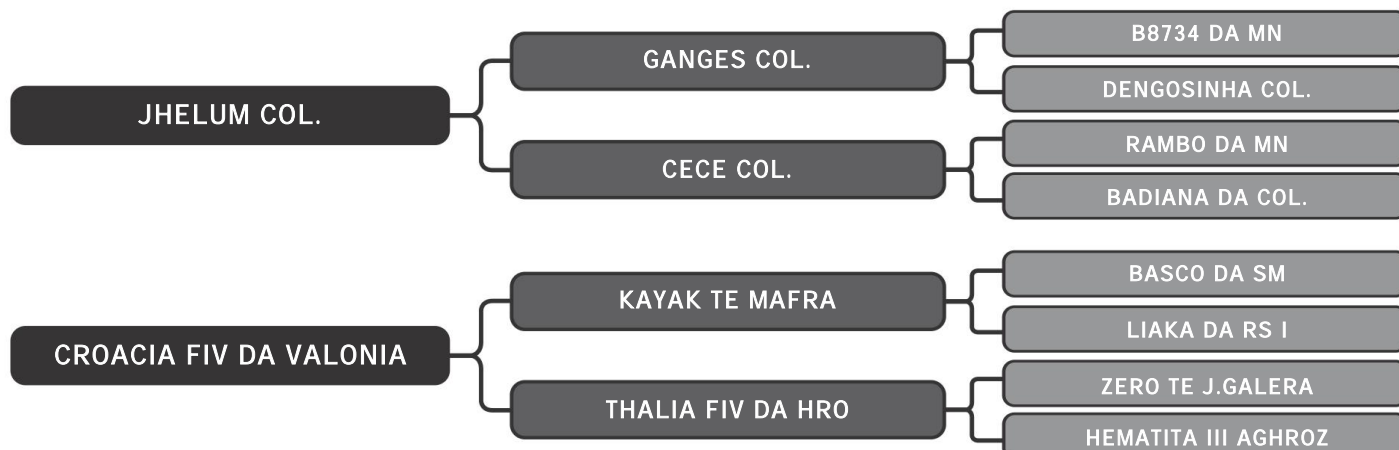 JHELUM COL.
GANGES COL.
B8734 DA MN
DENGOSINHA COL.
CECE COL.
RAMBO DA MN
BADIANA DA COL.
CROACIA FIV DA VALONIA
KAYAK TE MAFRA
BASCO DA SM
LIAKA DA RS I
THALIA FIV DA HRO
ZERO TE J.GALERA
HEMATITA III AGHROZ